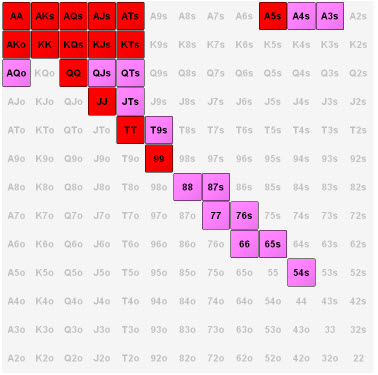 AA AKs AQs AJs ATs A9s A8s A7s A6s A5s A4s A3s A2s
AKo KK KQs KJs KTs K9s K8s K7s K6s K5s K4s K3s K2s
AQo KQo QQ QJs QTs Q9s Q8s Q7s Q6s Q5s Q4s Q3s Q2s
AJo KJo QJo JJ JTs J9s J8s J7s J6s J5s J4s J3s J2s
ATo KTo QTo JTo TT T9s T8s T7s T6s T5s T4s T3s T2s
A9o K9o Q9o J9o T9o 99 98s 97s 96s 95s 94s 93s 92s
A8o K8o Q8o J8o T8o 98o 88 87s 86s 85s 84s 83s 82s
A7o K7o Q7o J7o T7o 97o 87o 77 76s 75s 74s 73s 72s
A6o K6o Q6o J6o T6o 96o 86o 76o 66 65s 64s 63s 62s
A5o K5o Q5o J5o T5o 95o 85o 75o 65o 55 54s 53s 52s
A4o K4o Q4o J4o T4o 94o 84o 74o 64o 54o 44 43s 42s
A3o K3o Q3o J3o T3o 93o 83o 73o 63o 53o 43o 33 32s
A2o K2o Q2o J2o T2o 92o 82o 72o 62o 52o 42o 32o 22